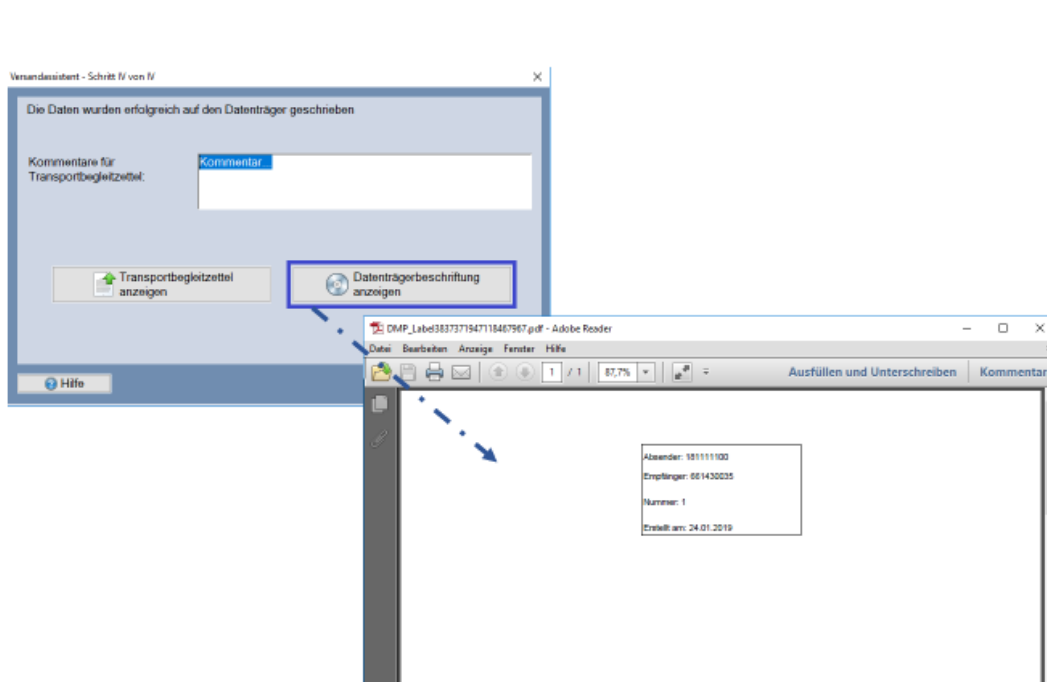 Versandassistent - Schritt IV von IV
Die Daten wurden erfolgreich auf den Datenträger geschrieben
Kommentare für
Transportbegleitzettel:
Kommentar...
Transportbegleitzettel
anzeigen
Datenträgerbeschriftung
anzeigen
Hilfe
DMP_Label3837371947118467967.pdf - Adobe Reader
Datei Bearbeiten Anzeige Fenster Hilfe
1 / 1 87,7% Ausfüllen und Unterschreiben Kommentar
Absender: 181111100
Empfänger: 661430035
Nummer: 1
Erstellt am: 24.01.2019